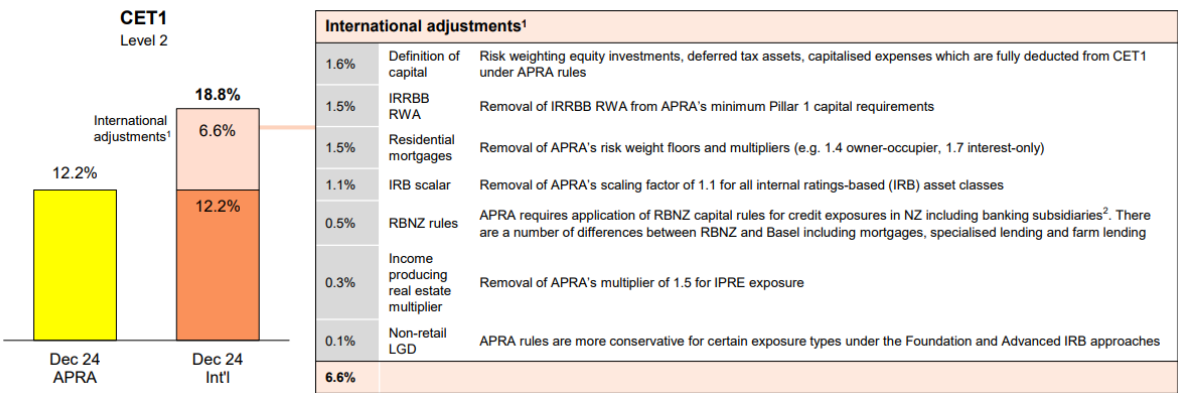 CET1
Level 2
18.8%
International
adjustments¹
6.6%
12.2%
12.2%
Dec 24
APRA
Dec 24
Int'l
International adjustments¹
1.6%
Definition of
capital
Risk weighting equity investments, deferred tax assets, capitalised expenses which are fully deducted from CET1
under APRA rules
1.5%
IRRBB
RWA
Removal of IRRBB RWA from APRA's minimum Pillar 1 capital requirements
1.5%
Residential
mortgages
Removal of APRA's risk weight floors and multipliers (e.g. 1.4 owner-occupier, 1.7 interest-only)
1.1%
IRB scalar
Removal of APRA's scaling factor of 1.1 for all internal ratings-based (IRB) asset classes
0.5%
RBNZ rules
APRA requires application of RBNZ capital rules for credit exposures in NZ including banking subsidiaries². There
are a number of differences between RBNZ and Basel including mortgages, specialised lending and farm lending
0.3%
Income
producing
real estate
multiplier
Removal of APRA's multiplier of 1.5 for IPRE exposure
0.1%
Non-retail
LGD
APRA rules are more conservative for certain exposure types under the Foundation and Advanced IRB approaches
6.6%